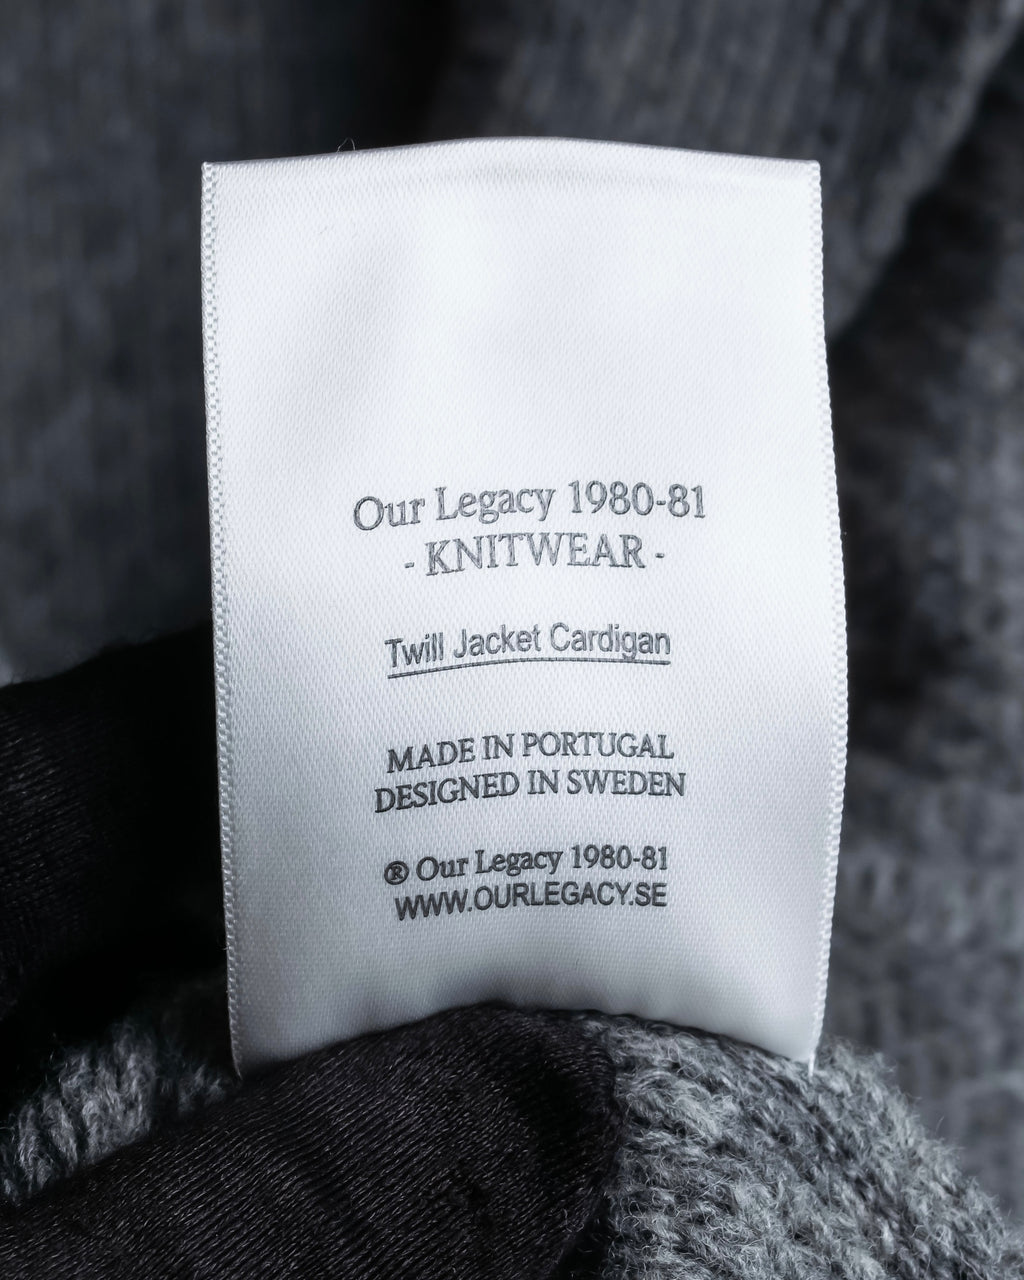 Our Legacy 1980-81
- KNITWEAR -
Twill Jacket Cardigan
MADE IN PORTUGAL
DESIGNED IN SWEDEN
® Our Legacy 1980-81
WWW.OURLEGACY.SE